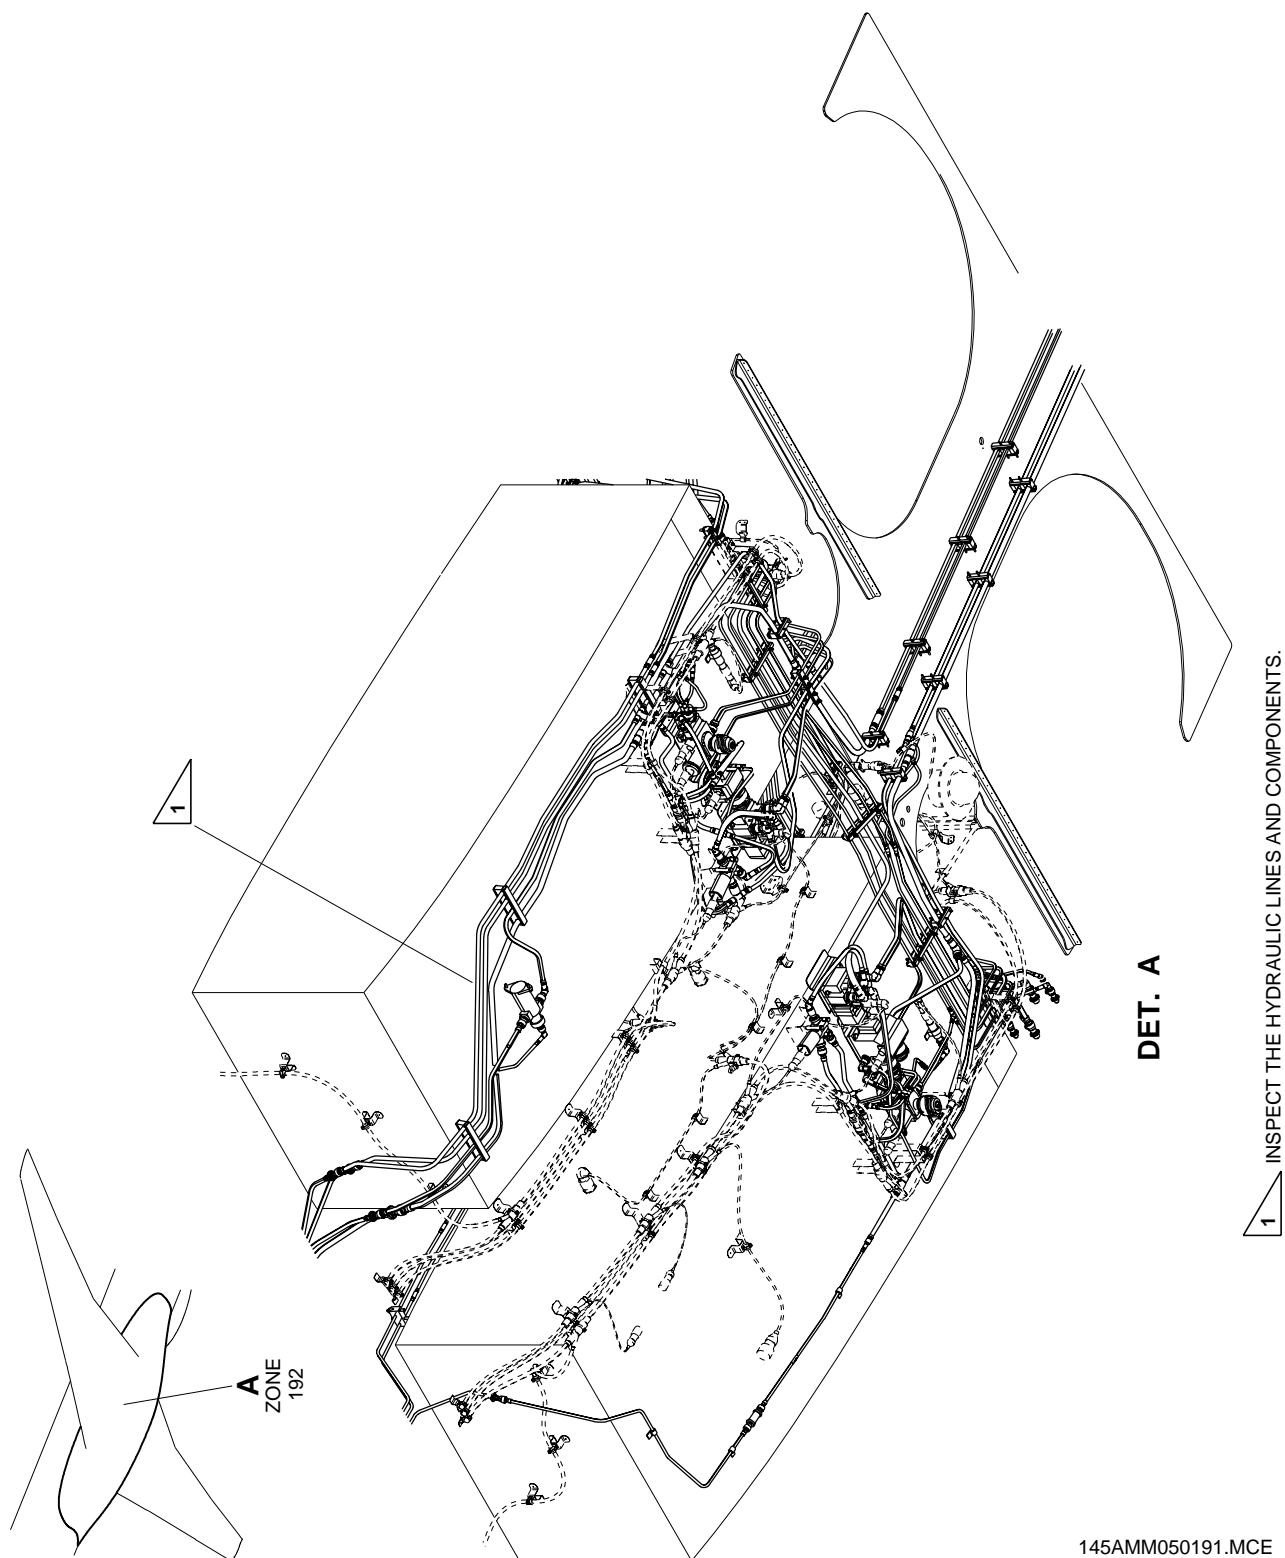 A
ZONE
192
1
DET. A
1 INSPECT THE HYDRAULIC LINES AND COMPONENTS.
145AMM050191.MCE